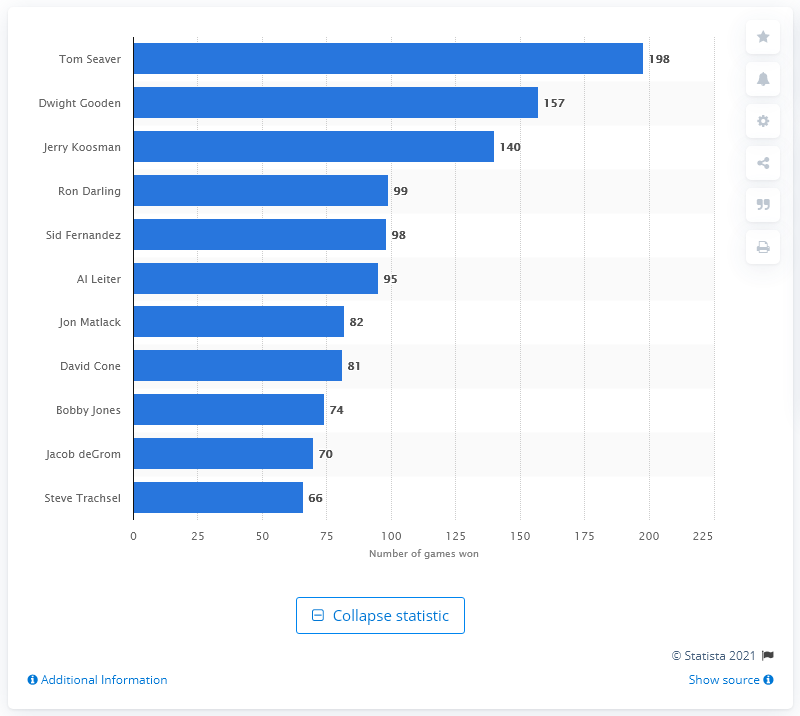 Tom Seaver 198
Dwight Gooden 157
Jerry Koosman 140
Ron Darling 99
Sid Fernandez 98
Al Leiter 95
Jon Matlack 82
David Cone 81
Bobby Jones 74
Jacob deGrom 70
Steve Trachsel 66
0 25 50 75 100 125 150 175 200 225
Number of games won
Collapse statistic
© Statista 2021
Additional Information Show source